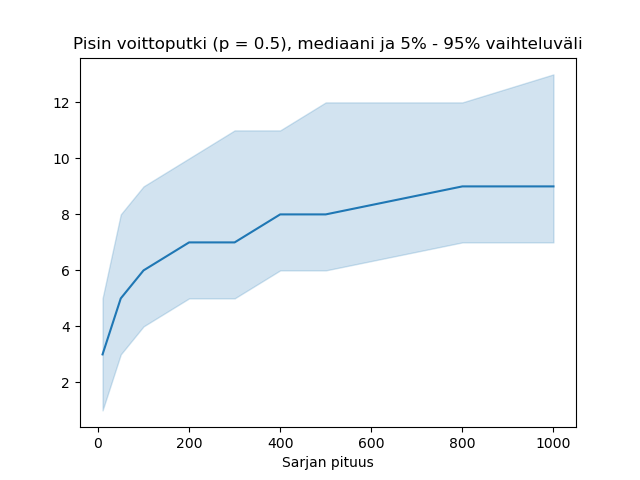 Pisin voittoputki (p = 0.5), mediaani ja 5% - 95% vaihteluväli
12
10
8
6
4
2
0 200 400 600 800 1000
Sarjan pituus